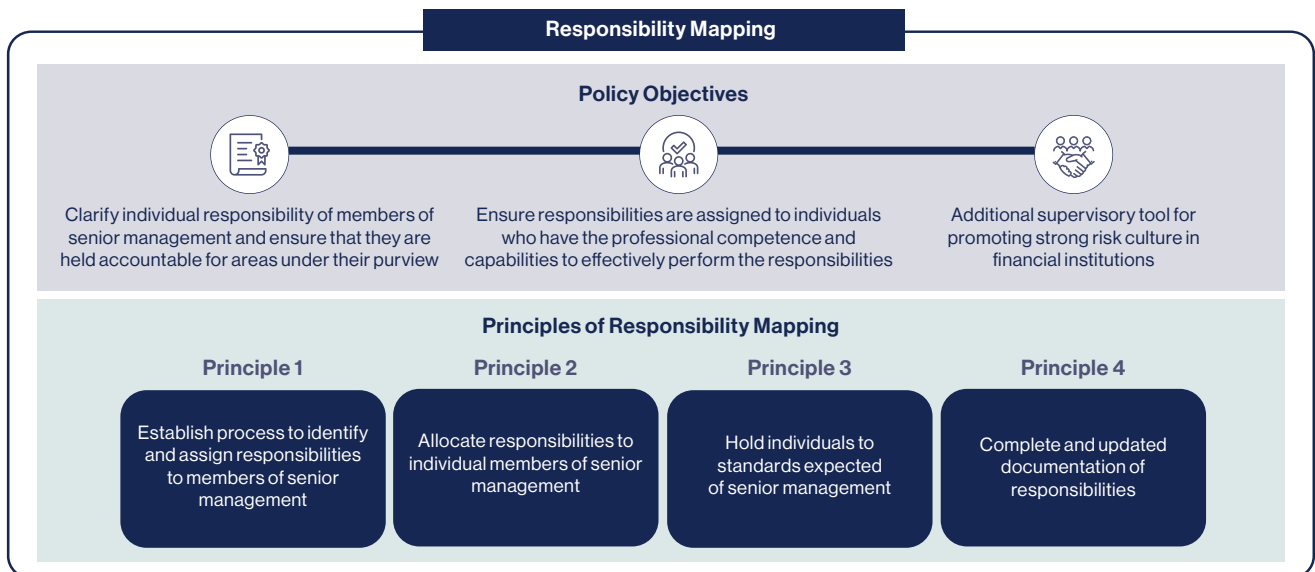 Responsibility Mapping
Policy Objectives
Clarify individual responsibility of members of
senior management and ensure that they are
held accountable for areas under their purview
Ensure responsibilities are assigned to individuals
who have the professional competence and
capabilities to effectively perform the responsibilities
Additional supervisory tool for
promoting strong risk culture in
financial institutions
Principles of Responsibility Mapping
Principle 1
Establish process to identify
and assign responsibilities
to members of senior
management
Principle 2
Allocate responsibilities to
individual members of senior
management
Principle 3
Hold individuals to
standards expected
of senior management
Principle 4
Complete and updated
documentation of
responsibilities